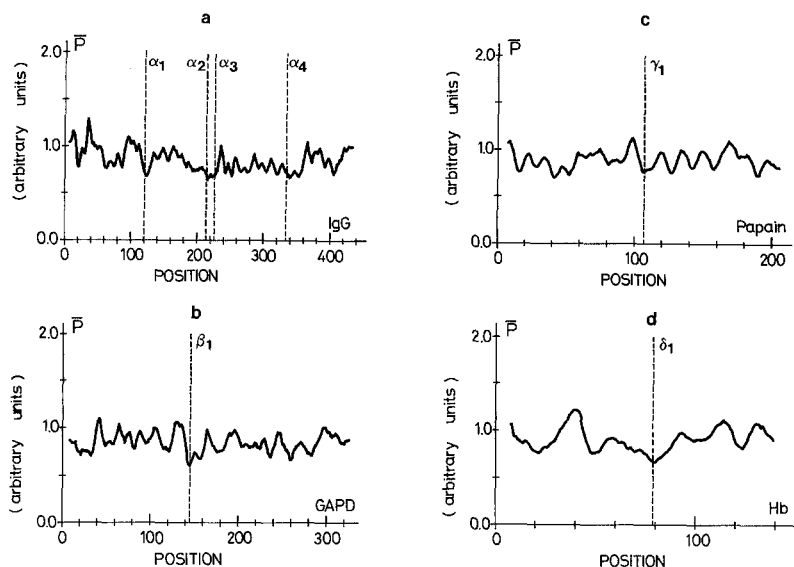 a
P̅
2.0
1.0
0.0
( arbitrary units )
α1
α2
α3
α4
IgG
0
100
200
300
400
POSITION
b
P̅
2.0
1.0
0.0
( arbitrary units )
β1
GAPD
0
100
200
300
POSITION
c
P̅
2.0
1.0
0.0
( arbitrary units )
γ1
Papain
0
100
200
POSITION
d
P̅
2.0
1.0
0.0
( arbitrary units )
δ1
Hb
0
100
POSITION